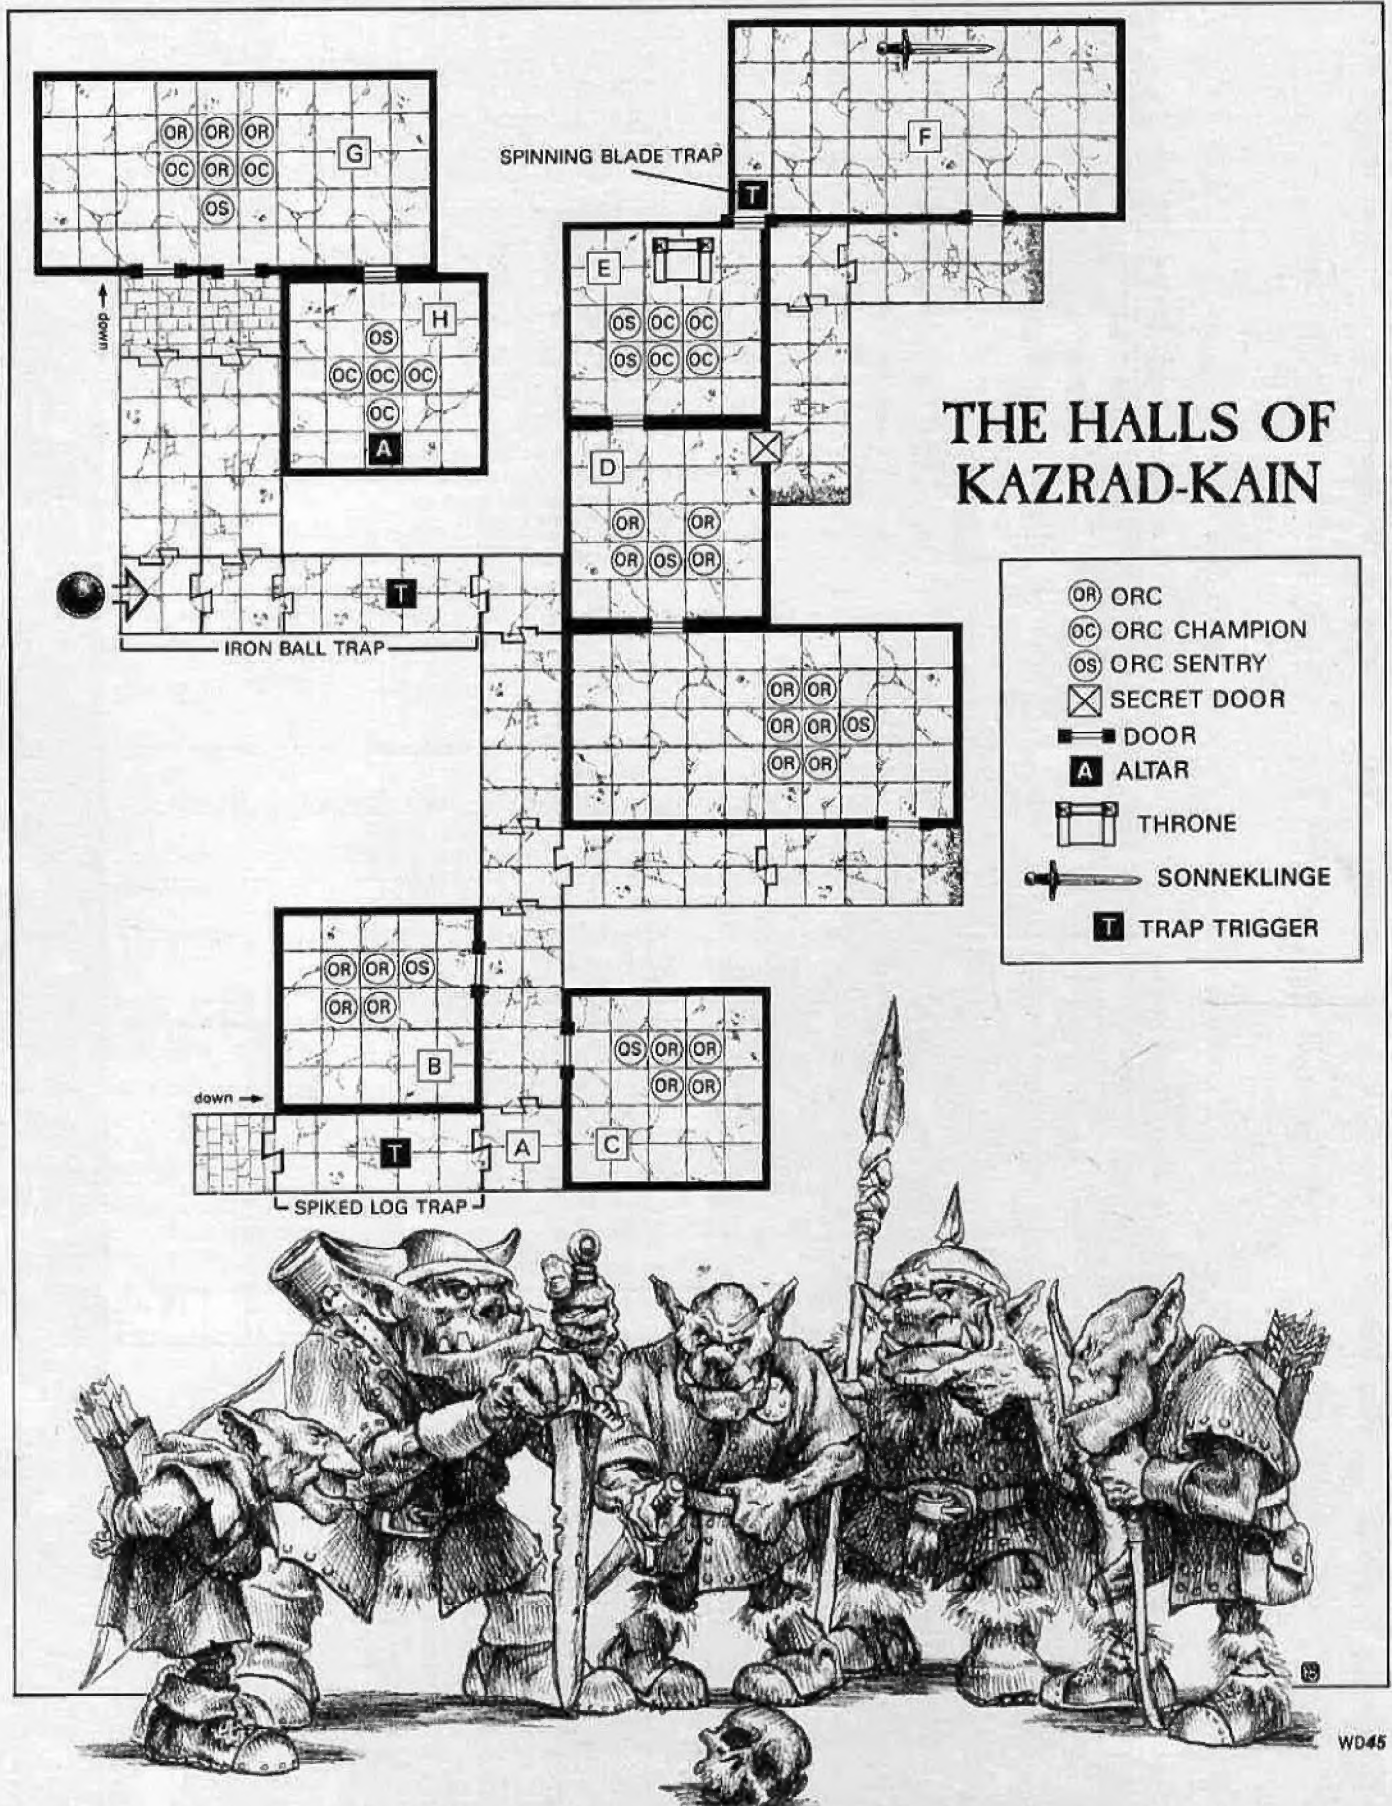 OR OR OR
OC OR OC
OS
G
SPINNING BLADE TRAP
T
F
down
E
OS OC OC
OS OC OC
H
OS
OC OC OC
OC
A
THE HALLS OF
KAZRAD-KAIN
D
OR OR
OR OS OR
T
IRON BALL TRAP
OR OR
OR OR OS
OR OR
OR ORC
OC ORC CHAMPION
OS ORC SENTRY
SECRET DOOR
DOOR
A ALTAR
THRONE
SONNEKLINGE
T TRAP TRIGGER
OR OR OS
OR OR
B
OS OR OR
OR OR
C
down
T
A
SPIKED LOG TRAP
WD45